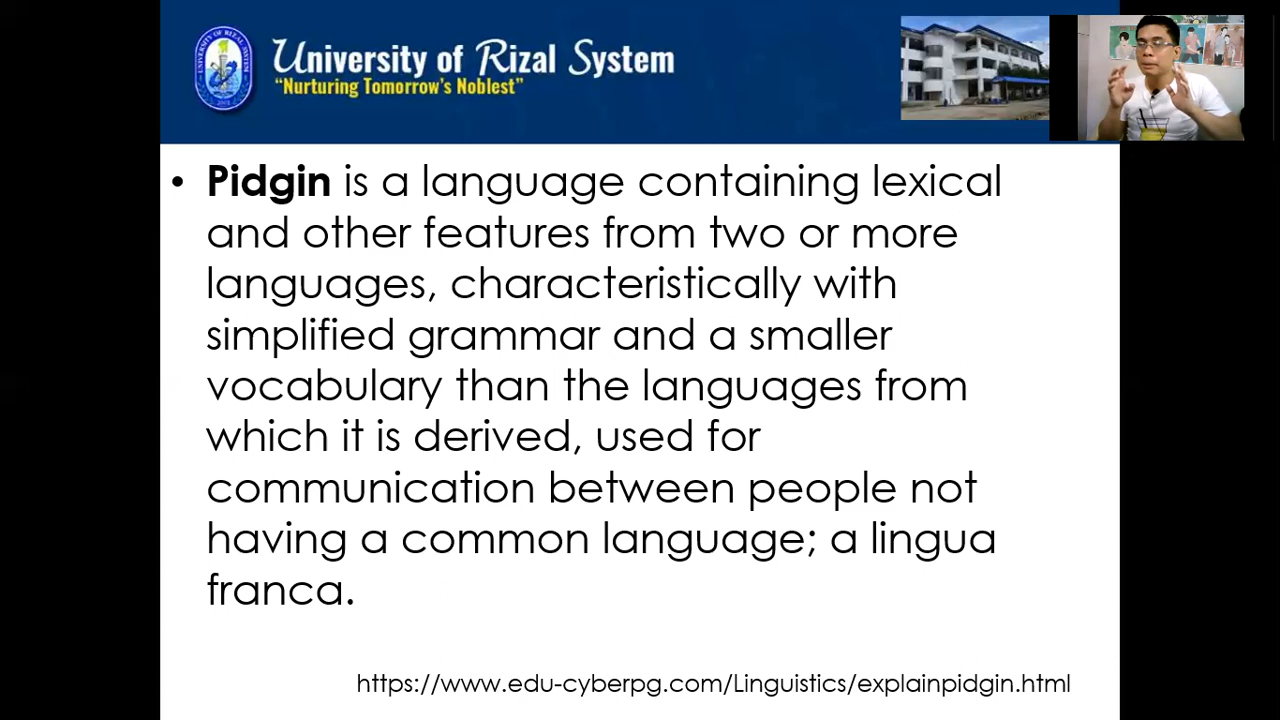 University of Rizal System
"Nurturing Tomorrow's Noblest"
• Pidgin is a language containing lexical
and other features from two or more
languages, characteristically with
simplified grammar and a smaller
vocabulary than the languages from
which it is derived, used for
communication between people not
having a common language; a lingua
franca.
https://www.edu-cyberpg.com/Linguistics/explainpidgin.html